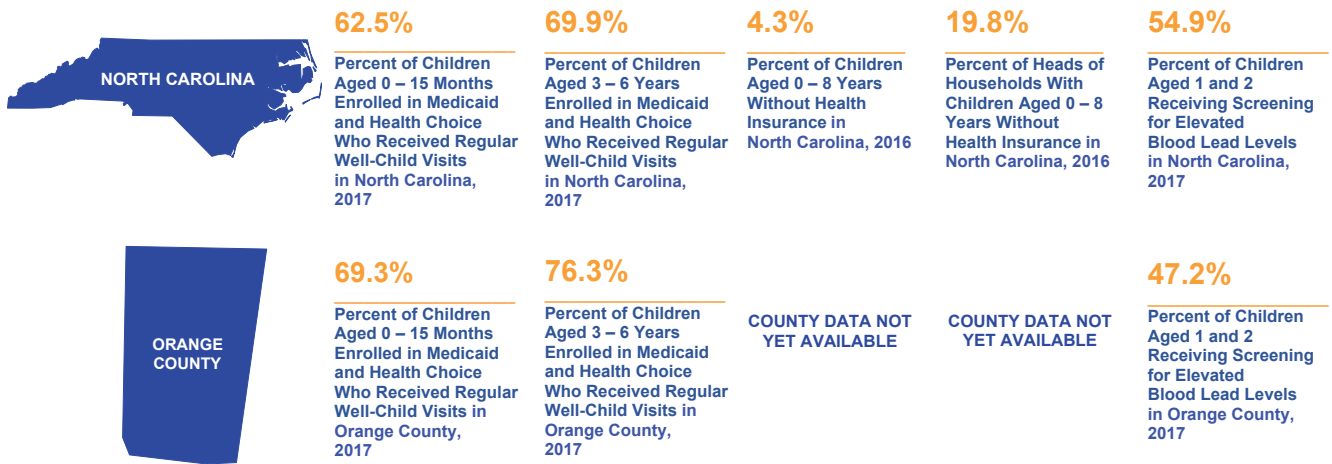 NORTH CAROLINA
62.5%
Percent of Children
Aged 0 – 15 Months
Enrolled in Medicaid
and Health Choice
Who Received Regular
Well-Child Visits
in North Carolina,
2017
69.9%
Percent of Children
Aged 3 – 6 Years
Enrolled in Medicaid
and Health Choice
Who Received Regular
Well-Child Visits
in North Carolina,
2017
4.3%
Percent of Children
Aged 0 – 8 Years
Without Health
Insurance in
North Carolina, 2016
19.8%
Percent of Heads of
Households With
Children Aged 0 – 8
Years Without
Health Insurance in
North Carolina, 2016
54.9%
Percent of Children
Aged 1 and 2
Receiving Screening
for Elevated
Blood Lead Levels
in North Carolina,
2017
ORANGE
COUNTY
69.3%
Percent of Children
Aged 0 – 15 Months
Enrolled in Medicaid
and Health Choice
Who Received Regular
Well-Child Visits in
Orange County,
2017
76.3%
Percent of Children
Aged 3 – 6 Years
Enrolled in Medicaid
and Health Choice
Who Received Regular
Well-Child Visits in
Orange County,
2017
COUNTY DATA NOT
YET AVAILABLE
COUNTY DATA NOT
YET AVAILABLE
47.2%
Percent of Children
Aged 1 and 2
Receiving Screening
for Elevated
Blood Lead Levels
in Orange County,
2017